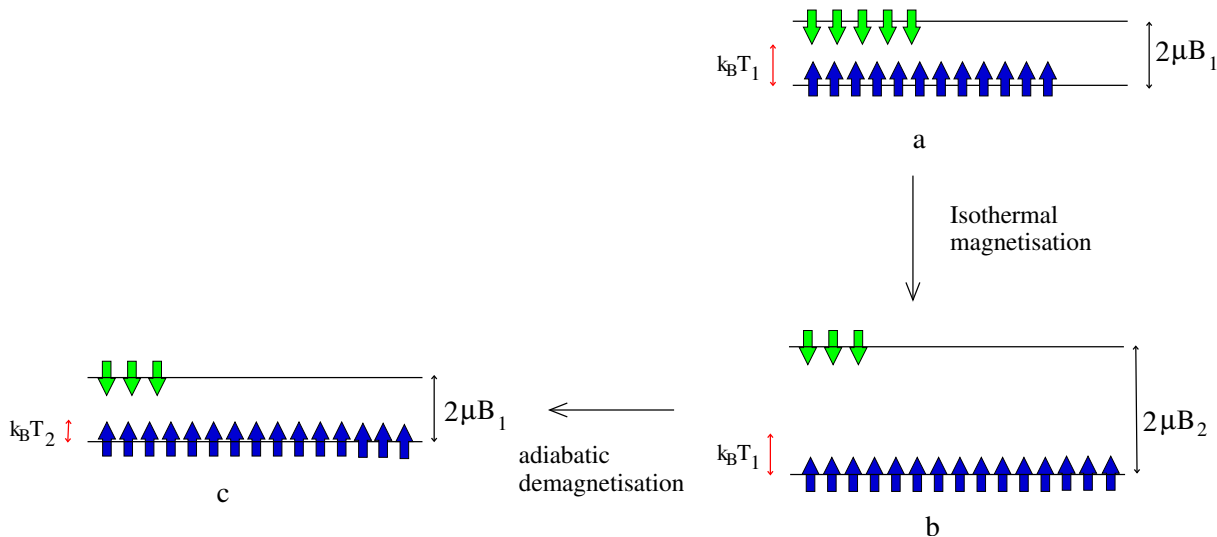 k_BT_1
2μB_1
a
Isothermal
magnetisation
k_BT_2
2μB_1
c
adiabatic
demagnetisation
k_BT_1
2μB_2
b